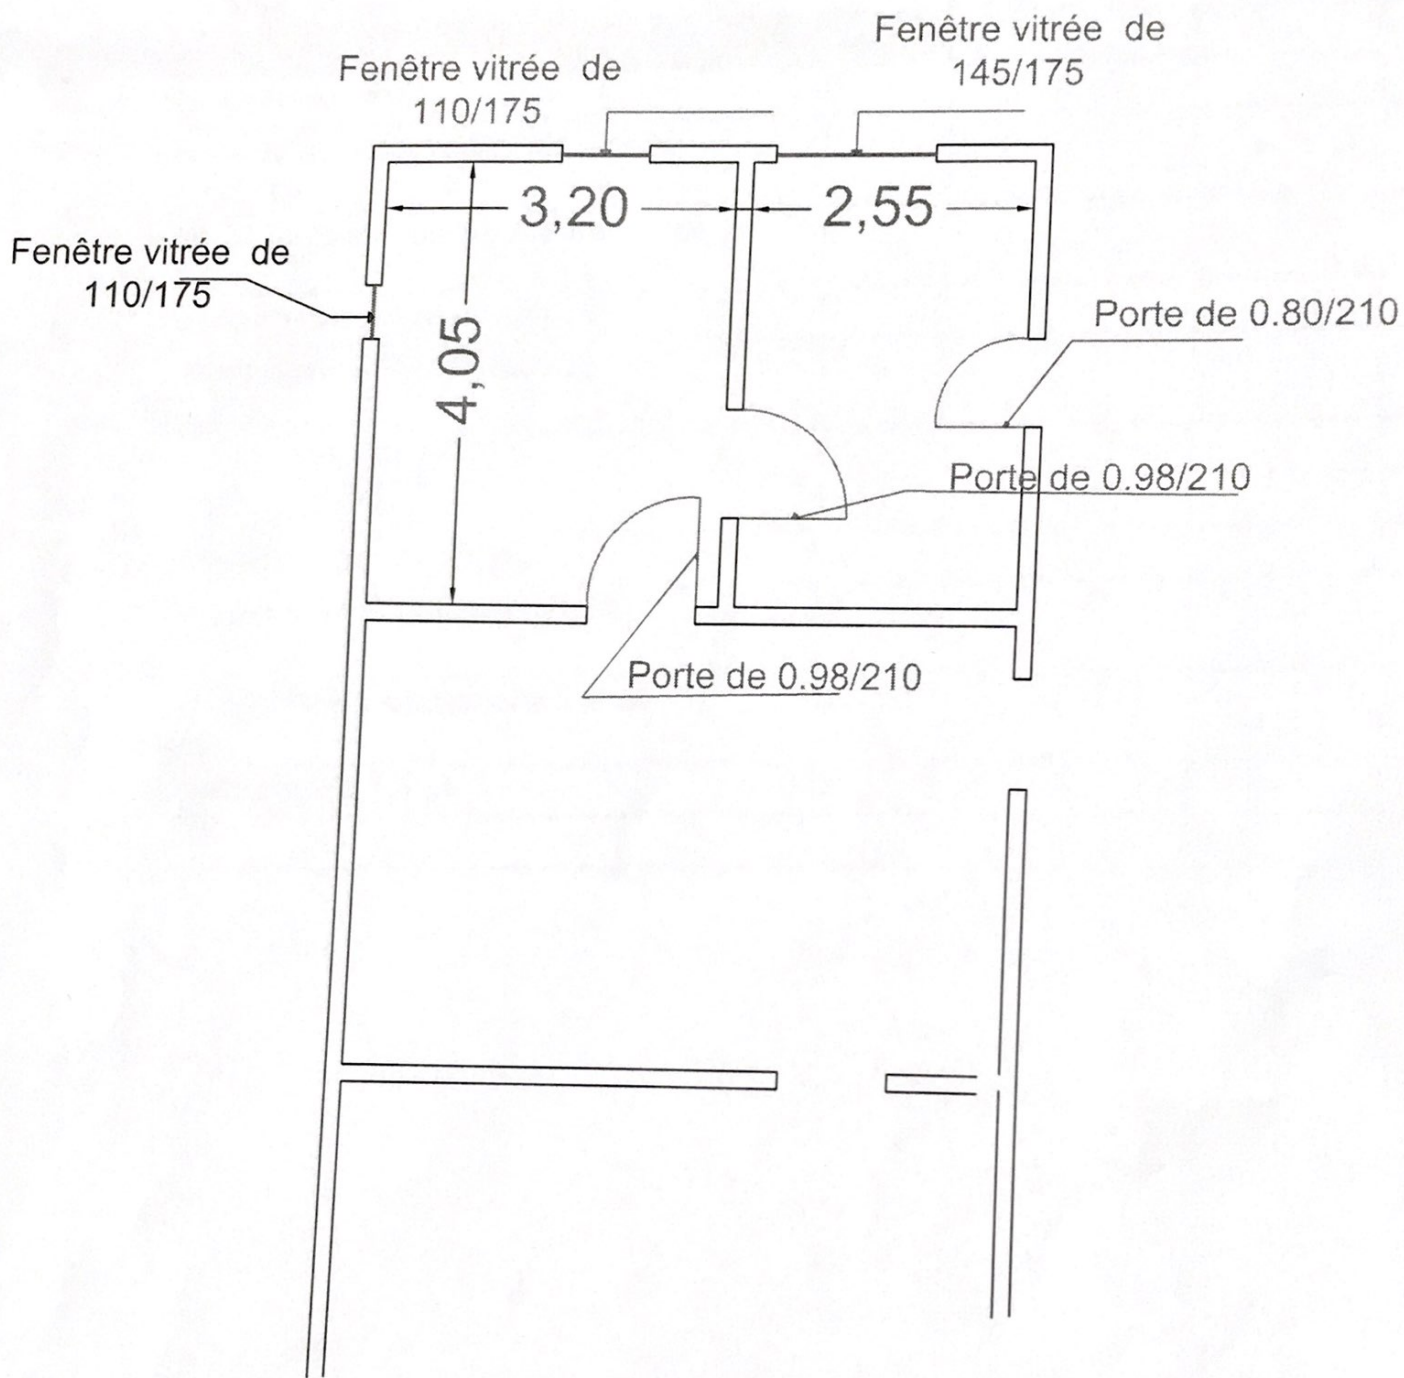 Fenêtre vitrée de
145/175
Fenêtre vitrée de
110/175
3,20
2,55
Fenêtre vitrée de
110/175
4,05
Porte de 0.80/210
Porte de 0.98/210
Porte de 0.98/210